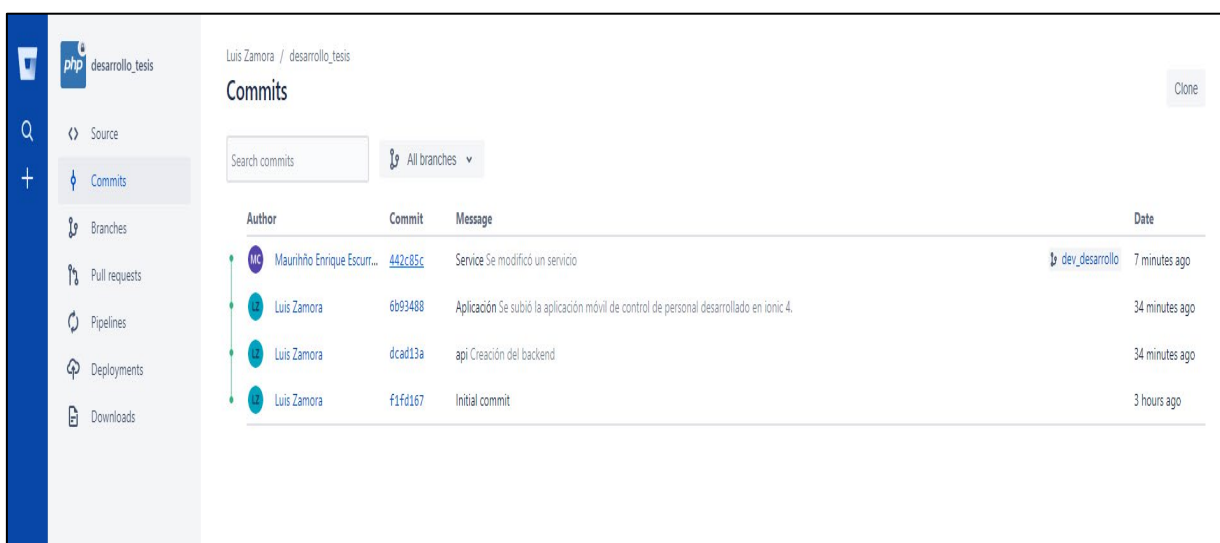 php desarrollo_tesis
Source
Commits
Branches
Pull requests
Pipelines
Deployments
Downloads
Luis Zamora / desarrollo_tesis
Commits
Clone
Search commits
All branches
Author Commit Message Date
MC Maurihño Enrique Escurr... 442c85c Service Se modificó un servicio dev_desarrollo 7 minutes ago
LZ Luis Zamora 6b93488 Aplicación Se subió la aplicación móvil de control de personal desarrollado en ionic 4. 34 minutes ago
LZ Luis Zamora dcad13a api Creación del backend 34 minutes ago
LZ Luis Zamora f1fd167 Initial commit 3 hours ago